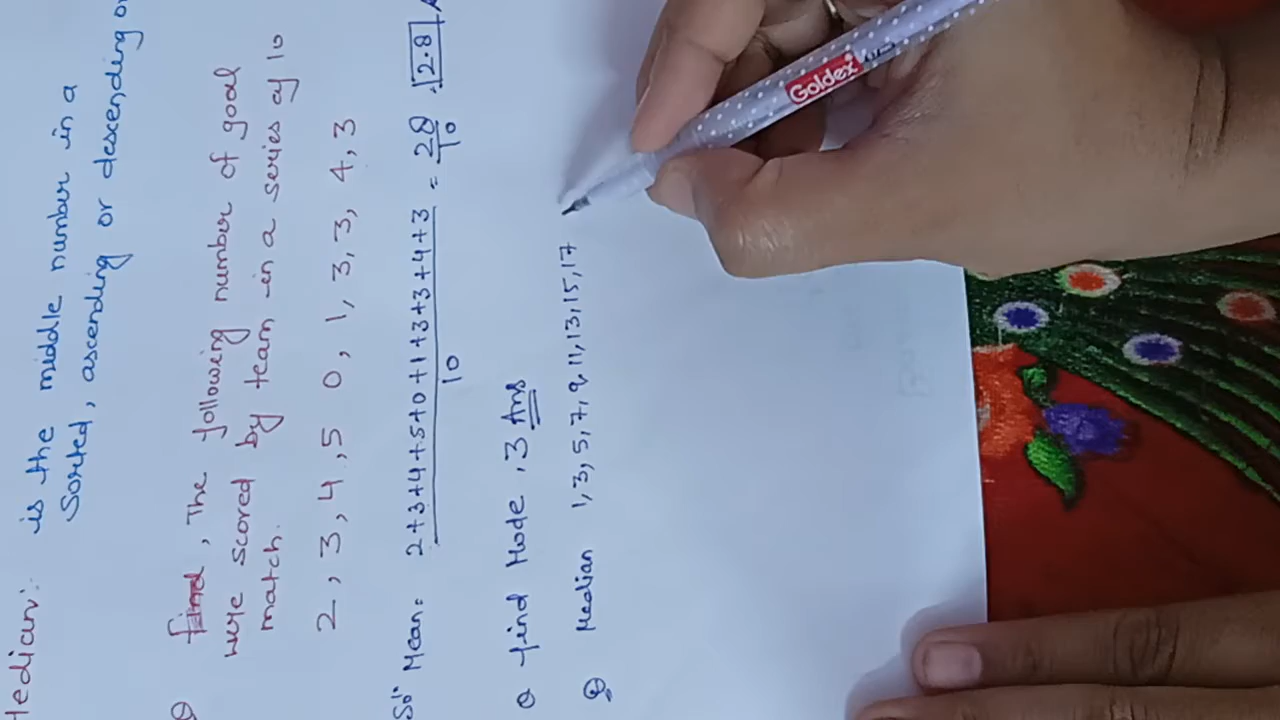 Median: is the middle number in a
Sorted, ascending or descending
Q find, The following number of goal
were scored by team in a series of 10
match.
2, 3, 4, 5 0, 1, 3, 3, 4, 3
Solⁿ Mean = 2+3+4+5+0+1+3+3+4+3 / 10 = 28/10 = 2.8
Q find Mode, 3 Ans
Q Median 1, 3, 5, 7, 9, 11, 13, 15, 17
Goldex